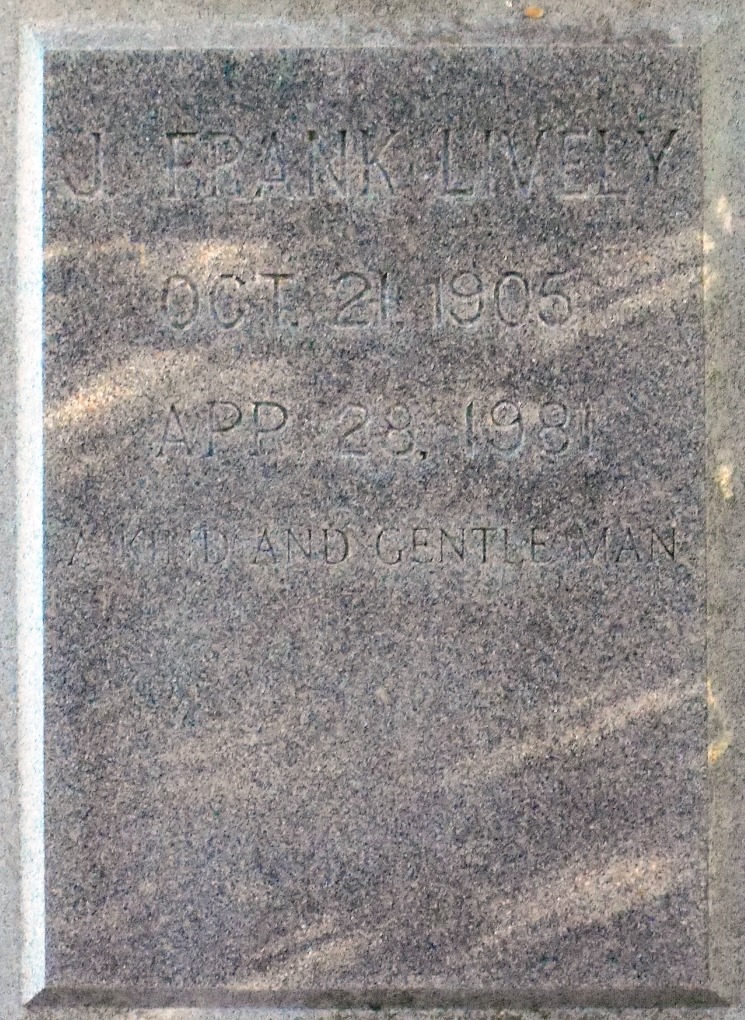 J. FRANK LIVELY
OCT. 21, 1905
APR. 28, 1981
A KIND AND GENTLE MAN